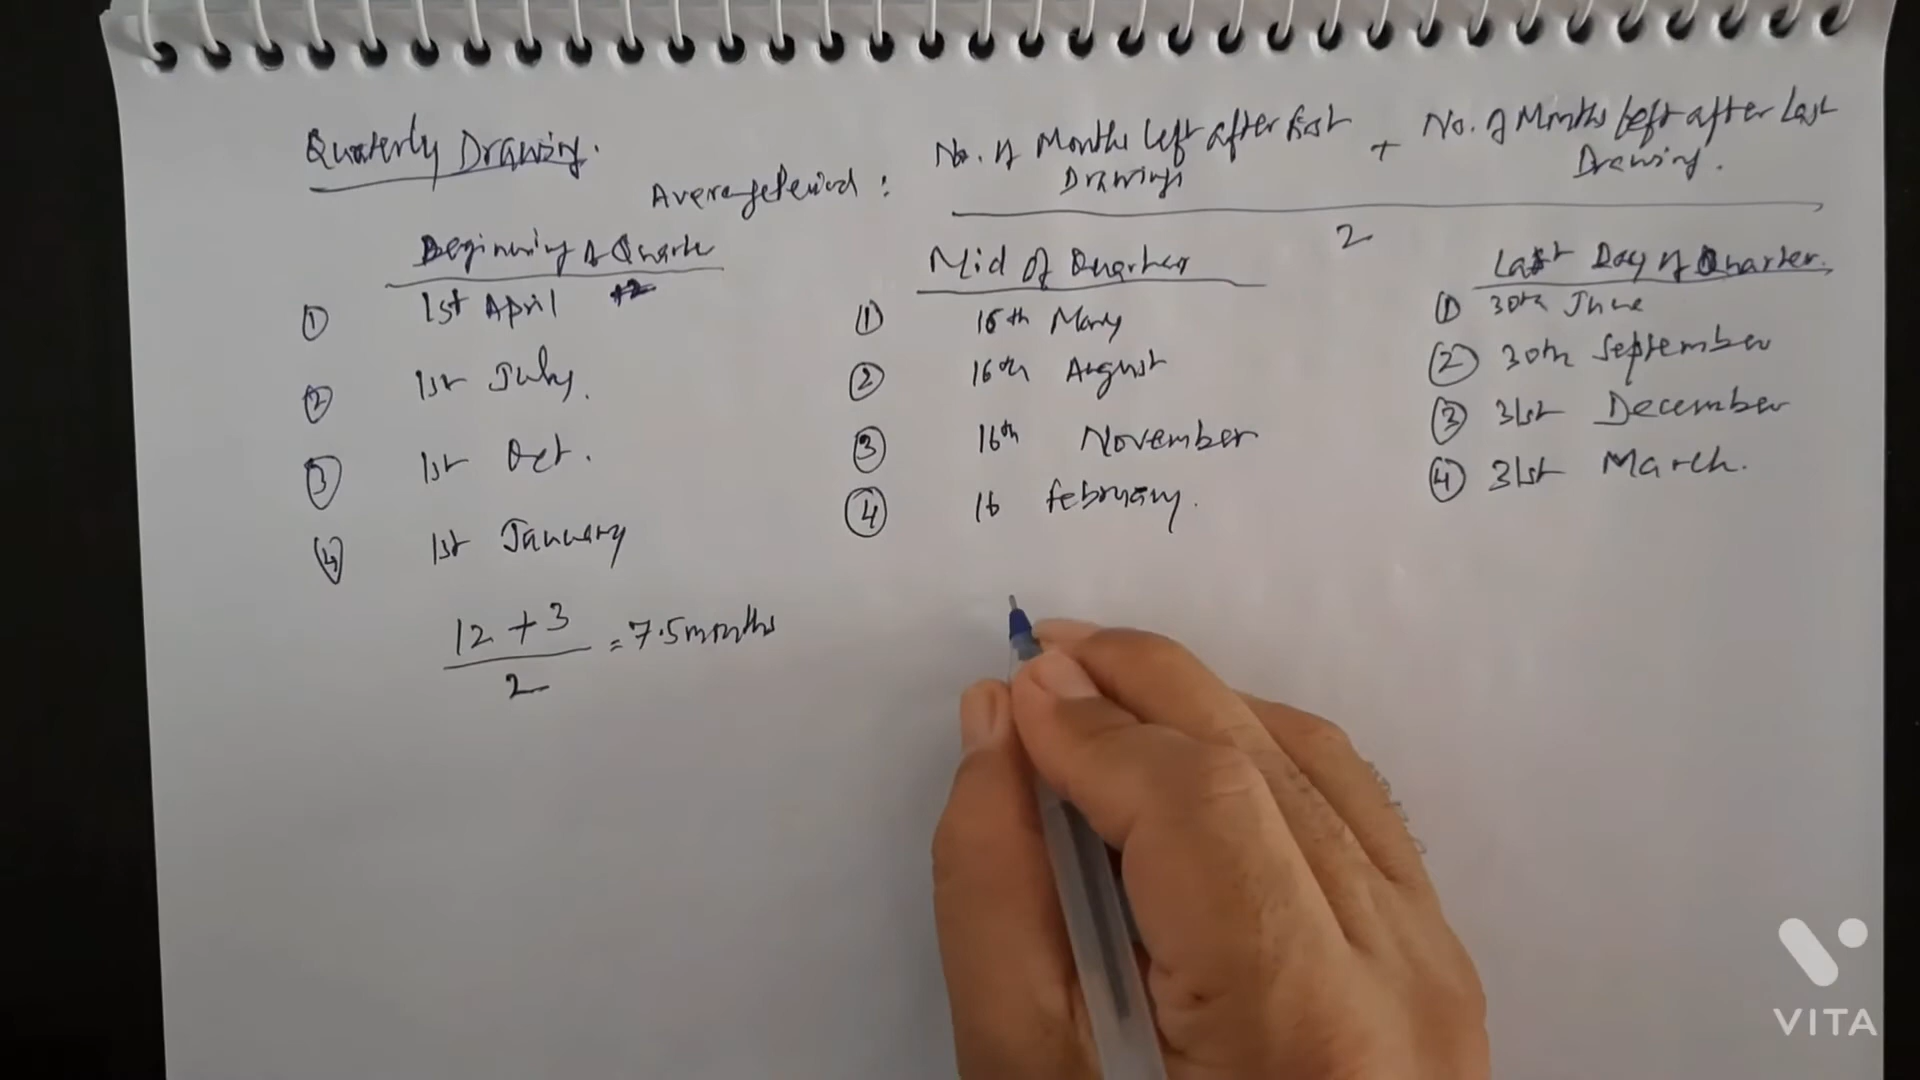 Quaterly Drawing.
Average Period :
No. of Months left after first Drawings + No. of Months left after Last Drawing.
2
Beginning of Quarter
① 1st April
② 1st July.
③ 1st Oct.
④ 1st January
12 + 3
2
= 7.5 months
Mid of Quarter
① 16th May
② 16th August
③ 16th November
④ 16 february.
Last Day of Quarter.
① 30th June
② 30th September
③ 31st December
④ 31st March.
VITA